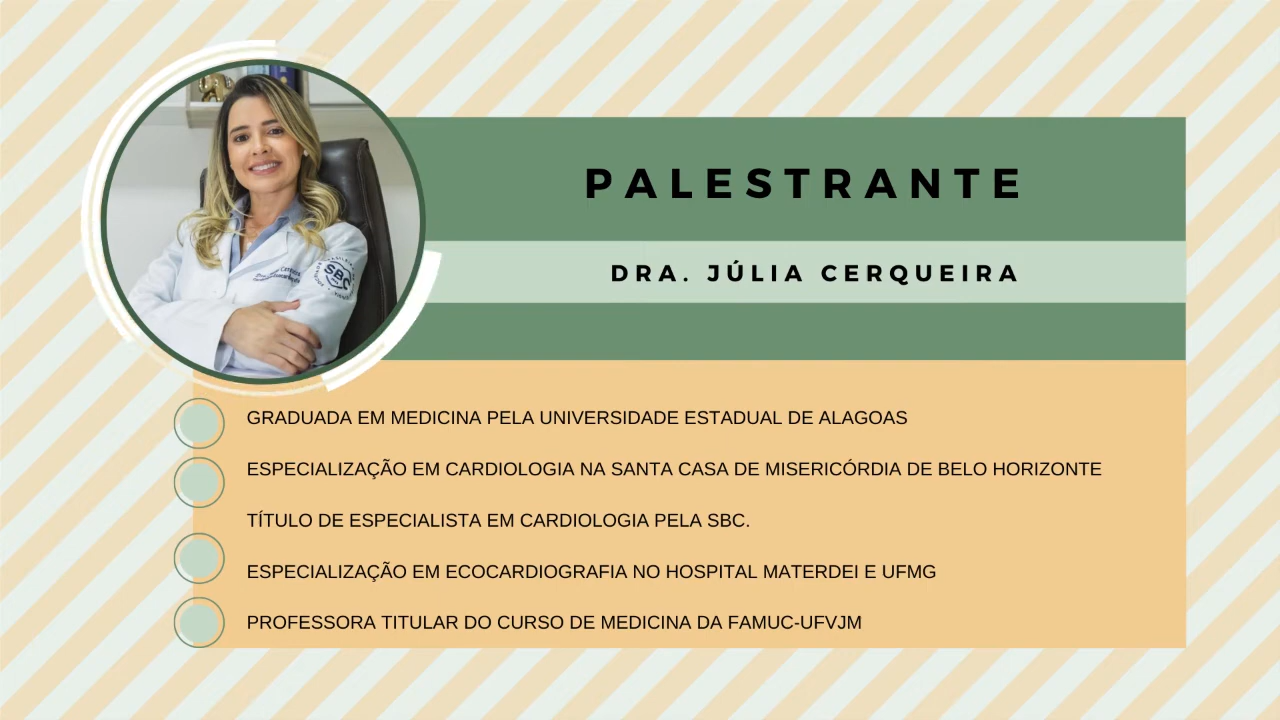 PALESTRANTE
DRA. JÚLIA CERQUEIRA
SBC
GRADUADA EM MEDICINA PELA UNIVERSIDADE ESTADUAL DE ALAGOAS
ESPECIALIZAÇÃO EM CARDIOLOGIA NA SANTA CASA DE MISERICÓRDIA DE BELO HORIZONTE
TÍTULO DE ESPECIALISTA EM CARDIOLOGIA PELA SBC.
ESPECIALIZAÇÃO EM ECOCARDIOGRAFIA NO HOSPITAL MATERDEI E UFMG
PROFESSORA TITULAR DO CURSO DE MEDICINA DA FAMUC-UFVJM